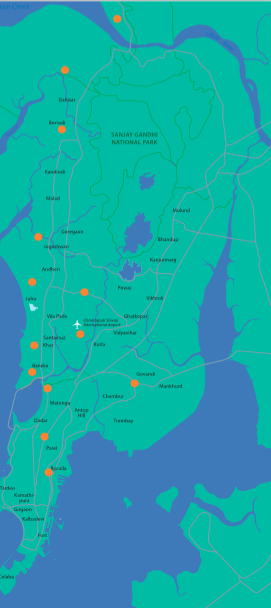 Dahisar
Borivali
SANJAY GANDHI
NATIONAL PARK
Kandivali
Malad
Mulund
Goregaon
Bhandup
Jogeshwari
Kanjurmarg
Andheri
Powai
Juhu
Vikhroli
Vile Parle
Ghatkopar
Chhatrapati Shivaji
International Airport
Vidyavihar
Santacruz
Khar
Kurla
Bandra
Govandi
Mankhurd
Chembur
Matunga
Antop
Hill
Dadar
Trombay
Parel
Byculla
Tardeo
Kamathi-
pura
Girgaon
Kalbadevi
Fort
Colaba